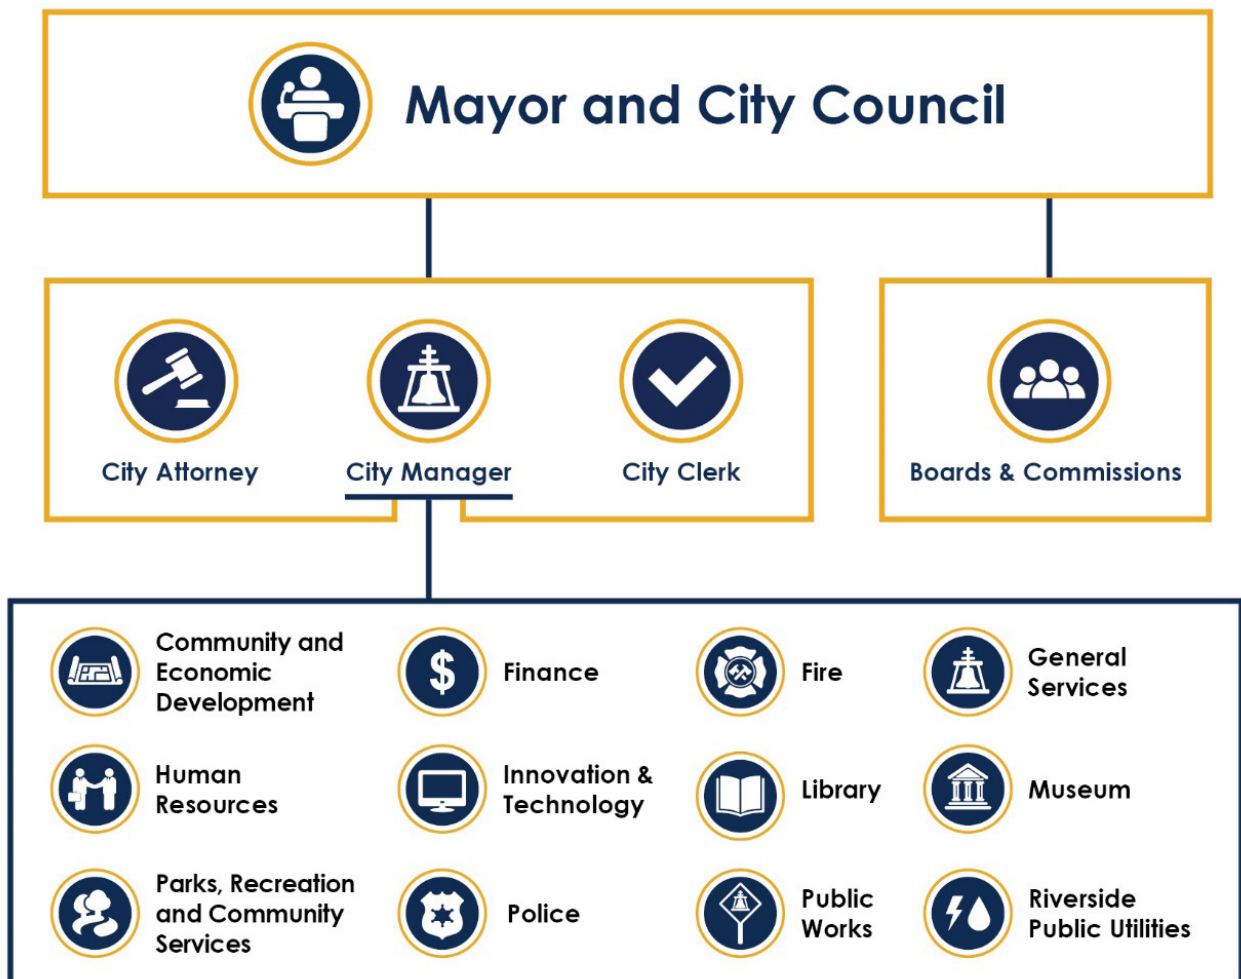 Mayor and City Council
City Attorney
City Manager
City Clerk
Boards & Commissions
Community and
Economic
Development
Finance
Fire
General
Services
Human
Resources
Innovation &
Technology
Library
Museum
Parks, Recreation
and Community
Services
Police
Public
Works
Riverside
Public Utilities